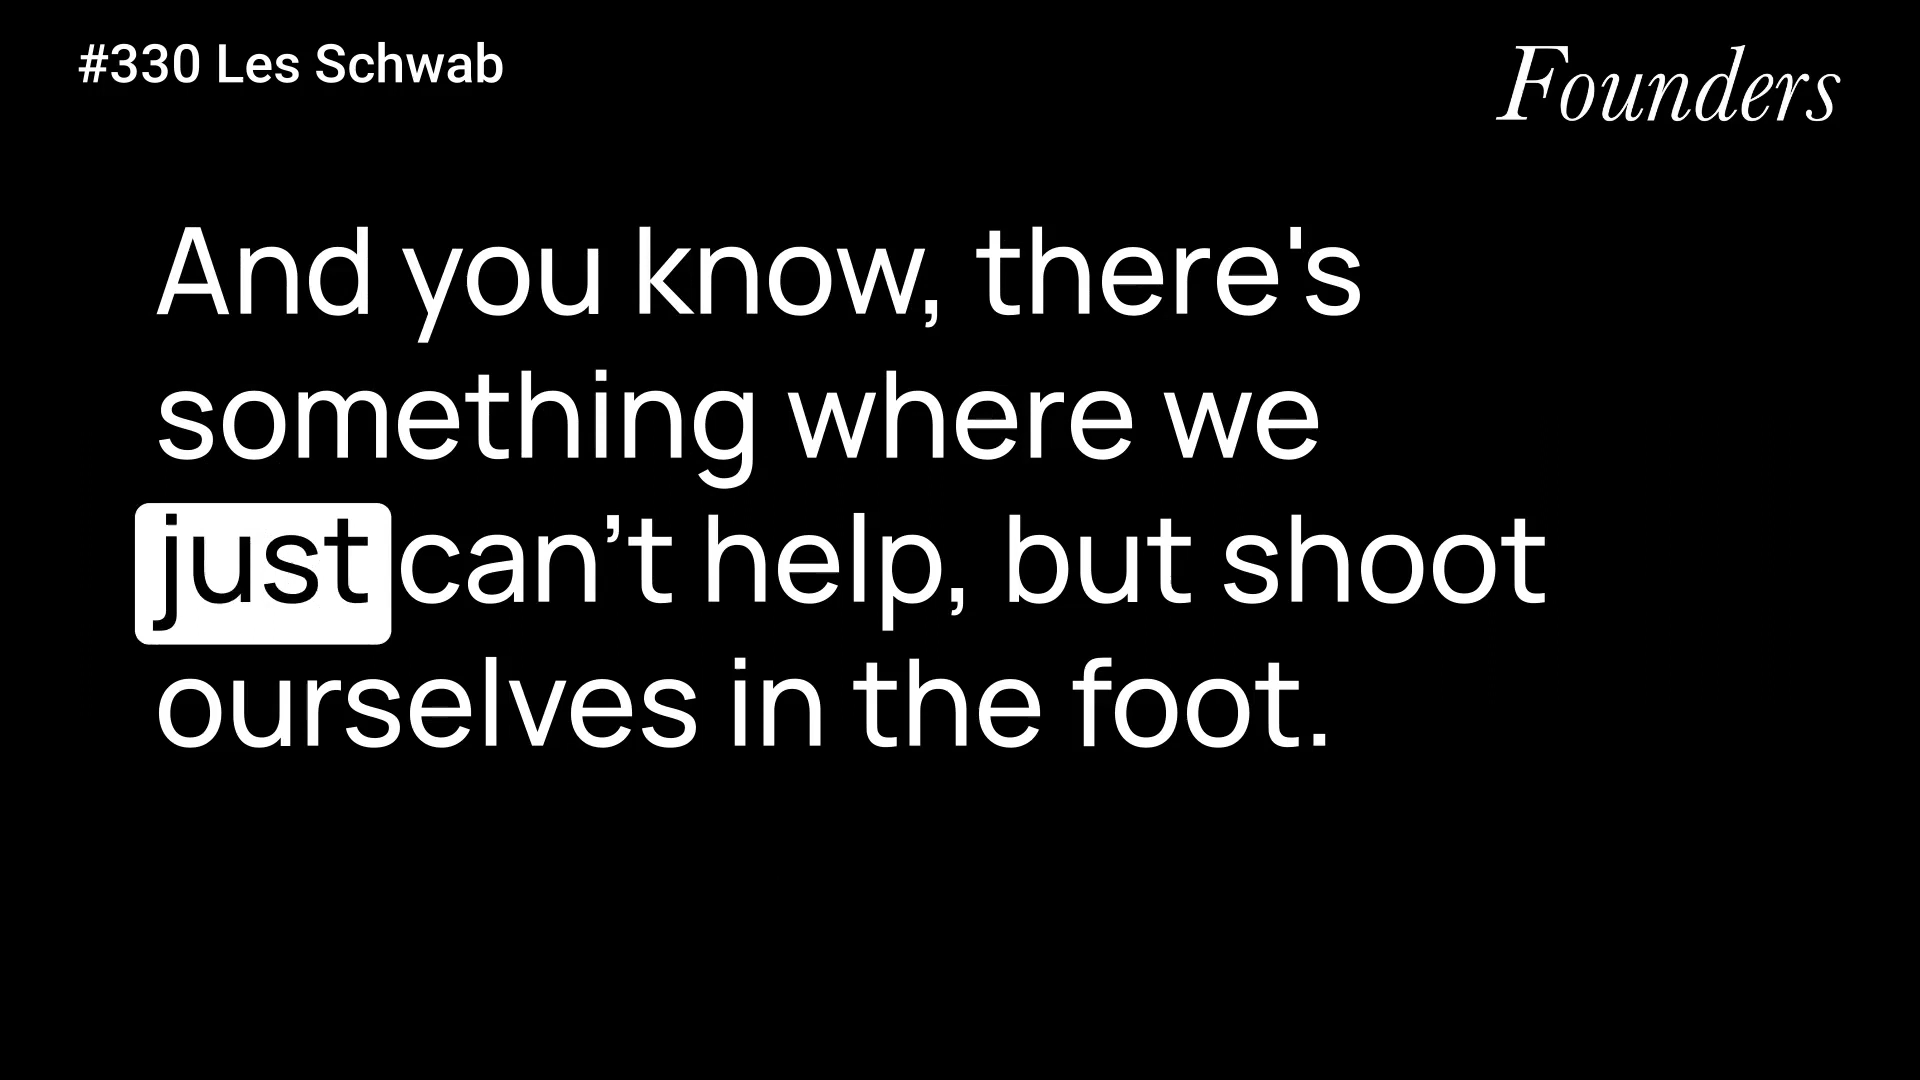 #330 Les Schwab
Founders
And you know, there's
something where we
just can’t help, but shoot
ourselves in the foot.